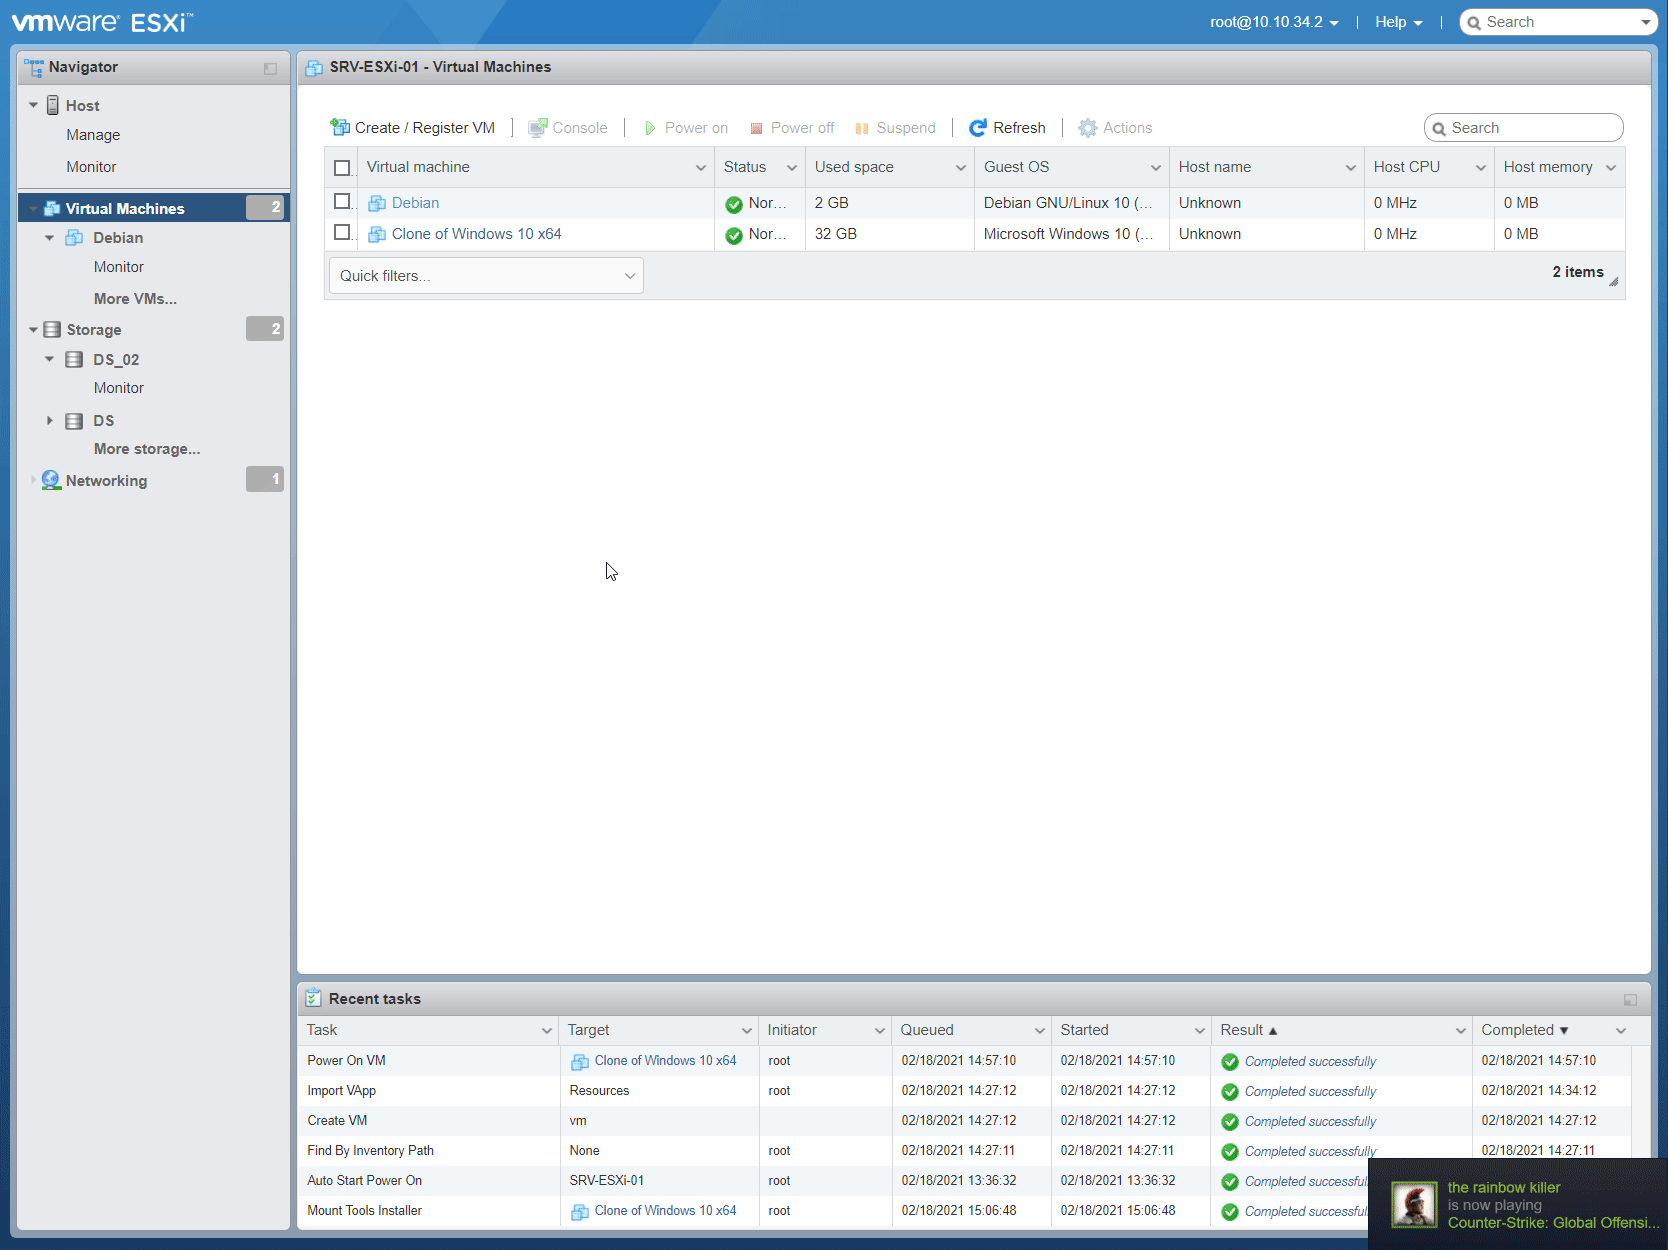 vmware ESXi™
root@10.10.34.2 | Help | Search
Navigator
Host
Manage
Monitor
Virtual Machines 2
Debian
Monitor
More VMs...
Storage 2
DS_02
Monitor
DS
More storage...
Networking 1
SRV-ESXi-01 - Virtual Machines
Create / Register VM | Console | Power on Power off Suspend | Refresh | Actions Search
Virtual machine Status Used space Guest OS Host name Host CPU Host memory
Debian Nor... 2 GB Debian GNU/Linux 10 (... Unknown 0 MHz 0 MB
Clone of Windows 10 x64 Nor... 32 GB Microsoft Windows 10 (... Unknown 0 MHz 0 MB
Quick filters... 2 items
Recent tasks
Task Target Initiator Queued Started Result Completed
Power On VM Clone of Windows 10 x64 root 02/18/2021 14:57:10 02/18/2021 14:57:10 Completed successfully 02/18/2021 14:57:10
Import VApp Resources root 02/18/2021 14:27:12 02/18/2021 14:27:12 Completed successfully 02/18/2021 14:34:12
Create VM vm 02/18/2021 14:27:12 02/18/2021 14:27:12 Completed successfully 02/18/2021 14:27:12
Find By Inventory Path None root 02/18/2021 14:27:11 02/18/2021 14:27:11 Completed successfully 02/18/2021 14:27:11
Auto Start Power On SRV-ESXi-01 root 02/18/2021 13:36:32 02/18/2021 13:36:32 Completed successful
Mount Tools Installer Clone of Windows 10 x64 root 02/18/2021 15:06:48 02/18/2021 15:06:48 Completed successful
the rainbow killer
is now playing
Counter-Strike: Global Offensi...